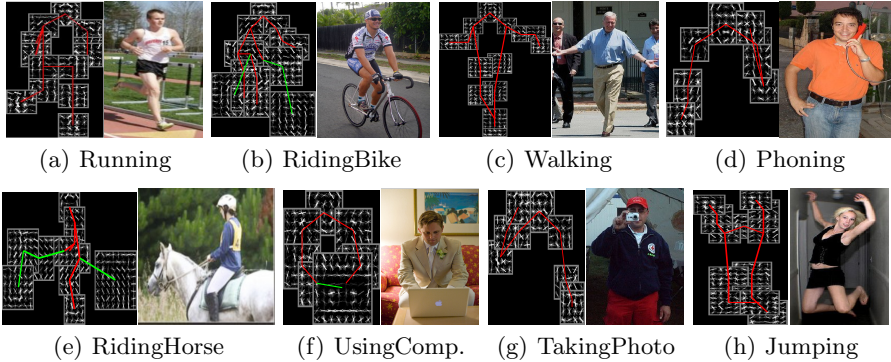 (a) Running
(b) RidingBike
(c) Walking
(d) Phoning
(e) RidingHorse
(f) UsingComp.
(g) TakingPhoto
(h) Jumping